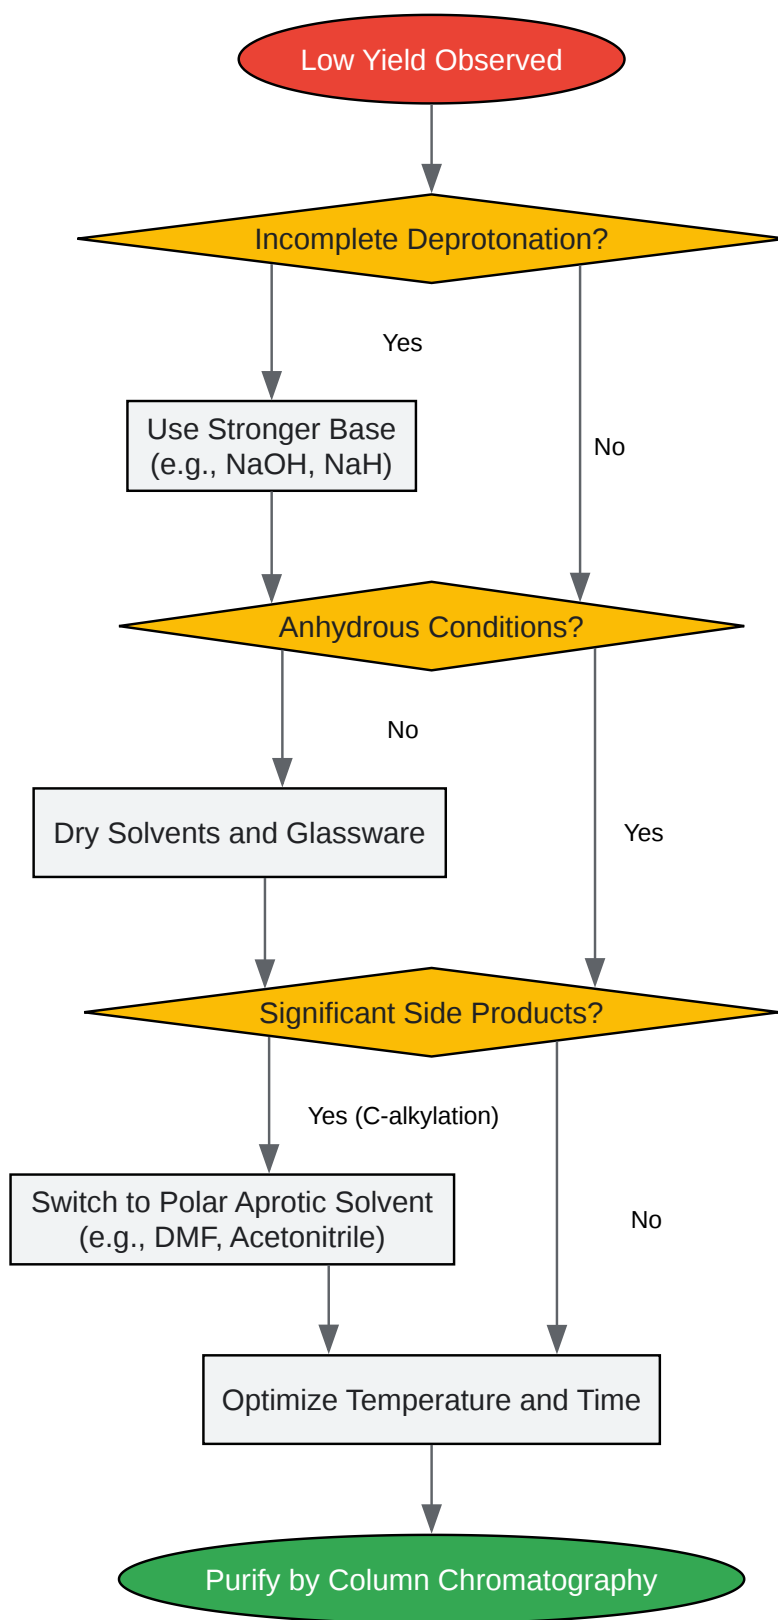 Low Yield Observed
Incomplete Deprotonation?
Yes
Use Stronger Base
(e.g., NaOH, NaH)
No
Anhydrous Conditions?
No
Dry Solvents and Glassware
Yes
Significant Side Products?
Yes (C-alkylation)
Switch to Polar Aprotic Solvent
(e.g., DMF, Acetonitrile)
No
Optimize Temperature and Time
Purify by Column Chromatography